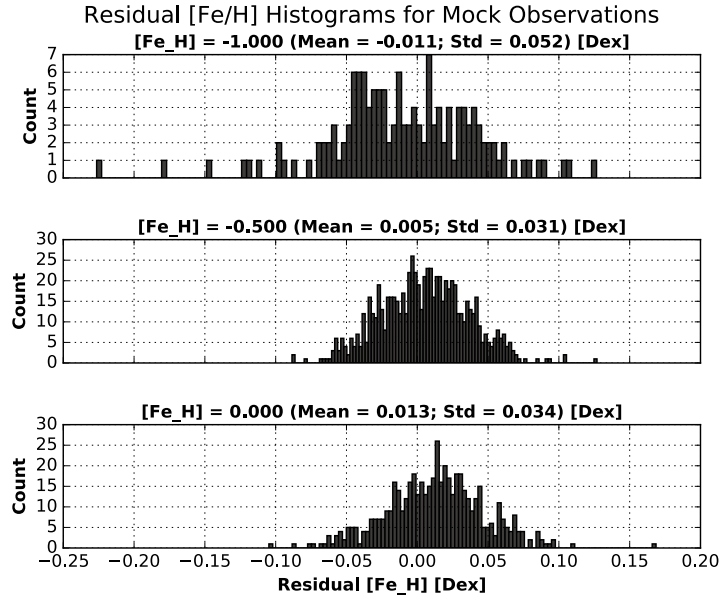 Residual [Fe/H] Histograms for Mock Observations
[Fe_H] = -1.000 (Mean = -0.011; Std = 0.052) [Dex]
7
6
5
4
3
2
1
0
Count
[Fe_H] = -0.500 (Mean = 0.005; Std = 0.031) [Dex]
30
25
20
15
10
5
0
Count
[Fe_H] = 0.000 (Mean = 0.013; Std = 0.034) [Dex]
30
25
20
15
10
5
0
Count
−0.25 −0.20 −0.15 −0.10 −0.05 0.00 0.05 0.10 0.15 0.20
Residual [Fe_H] [Dex]